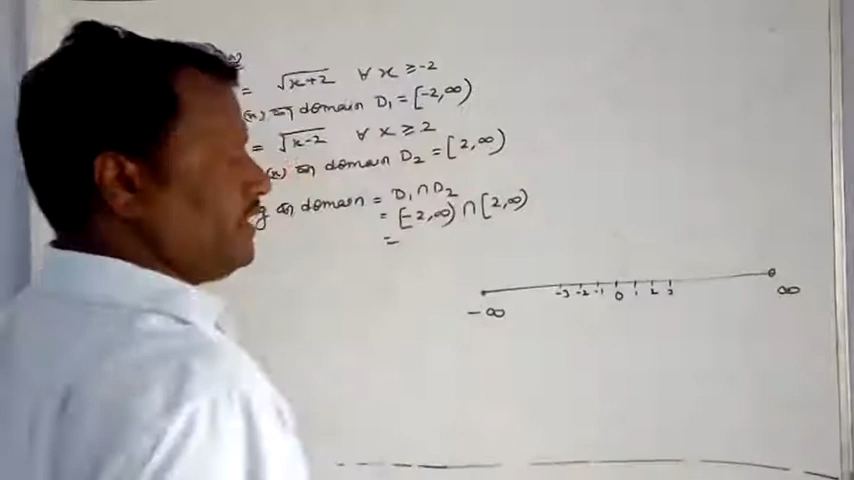 = √x+2 ∀ x ≥ -2
(x) domain D₁ = [-2,∞)
= √x-2 ∀ x ≥ 2
(x) domain D₂ = [2,∞)
g domain = D₁ ∩ D₂
= [-2,∞) ∩ [2,∞)
=
-3 -2 -1 0 1 2 3
-∞ ∞